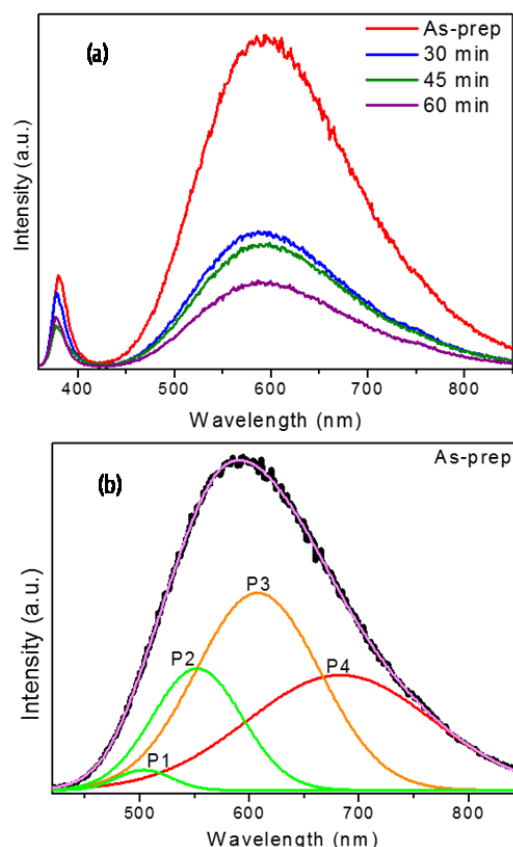 (a)
As-prep
30 min
45 min
60 min
Intensity (a.u.)
400 500 600 700 800
Wavelength (nm)
(b)
As-prep
P3
P2
P4
P1
Intensity (a.u.)
500 600 700 800
Wavelength (nm)